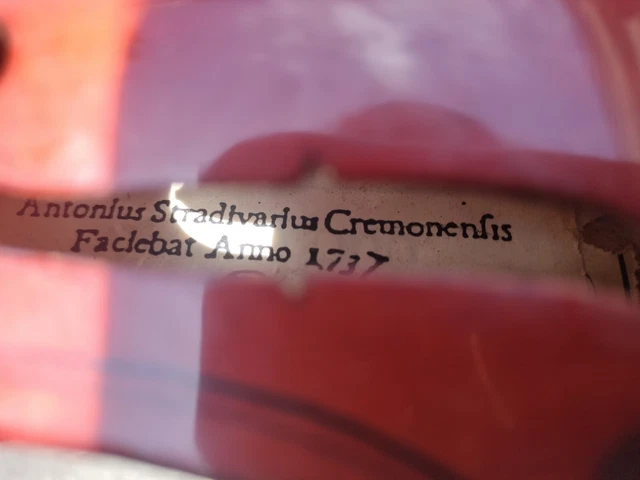 Antonius Stradivarius Cremonensis
Faciebat Anno 1737